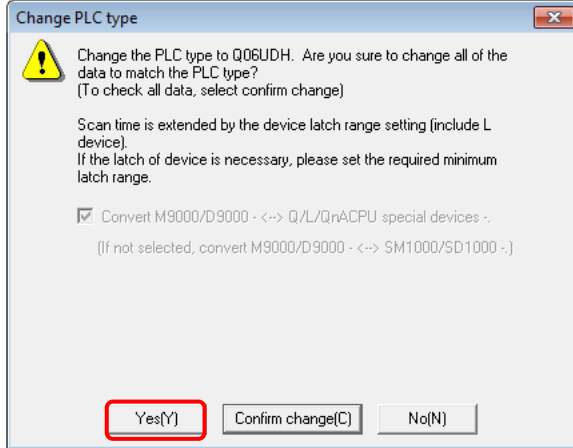 Change PLC type
Change the PLC type to Q06UDH. Are you sure to change all of the
data to match the PLC type?
(To check all data, select confirm change)
Scan time is extended by the device latch range setting (include L
device).
If the latch of device is necessary, please set the required minimum
latch range.
Convert M9000/D9000 - <--> Q/L/QnACPU special devices -.
(If not selected, convert M9000/D9000 - <--> SM1000/SD1000 -.)
Yes(Y) Confirm change(C) No(N)